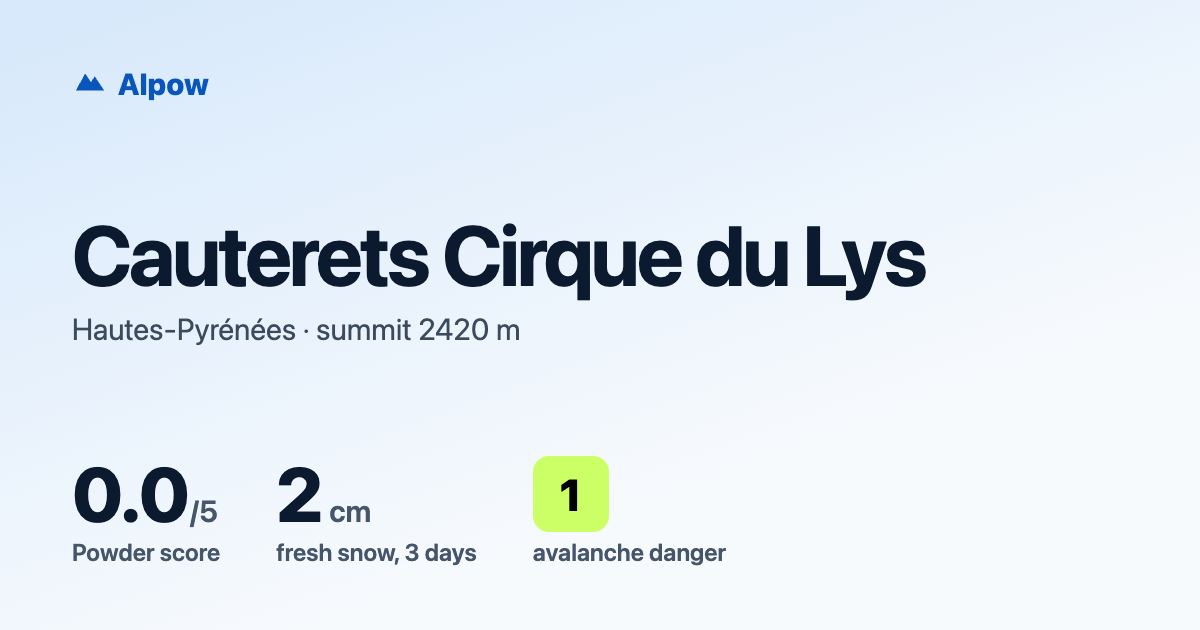 Alpow
Cauterets Cirque du Lys
Hautes-Pyrénées · summit 2420 m
0.0/5
Powder score
2 cm
fresh snow, 3 days
1
avalanche danger